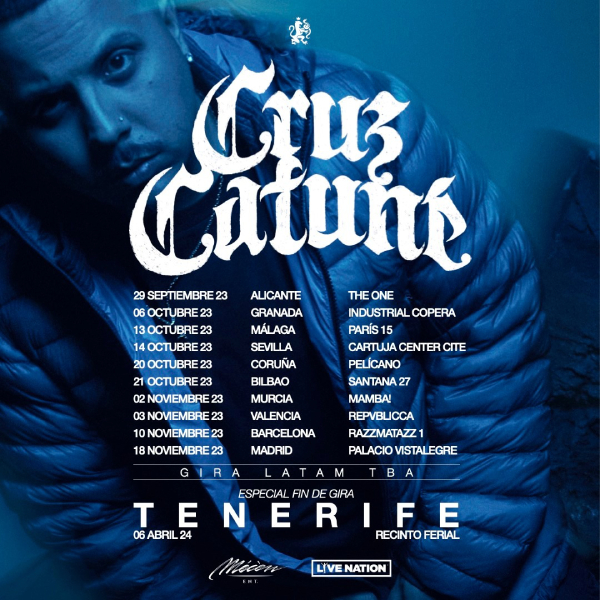 Cruz
Cafuné
29 SEPTIEMBRE 23 ALICANTE THE ONE
06 OCTUBRE 23 GRANADA INDUSTRIAL COPERA
13 OCTUBRE 23 MÁLAGA PARÍS 15
14 OCTUBRE 23 SEVILLA CARTUJA CENTER CITE
20 OCTUBRE 23 CORUÑA PELÍCANO
21 OCTUBRE 23 BILBAO SANTANA 27
02 NOVIEMBRE 23 MURCIA MAMBA!
03 NOVIEMBRE 23 VALENCIA REPVBLICCA
10 NOVIEMBRE 23 BARCELONA RAZZMATAZZ 1
18 NOVIEMBRE 23 MADRID PALACIO VISTALEGRE
GIRA LATAM TBA
ESPECIAL FIN DE GIRA
TENERIFE
06 ABRIL 24 RECINTO FERIAL
ENT. LIVE NATION